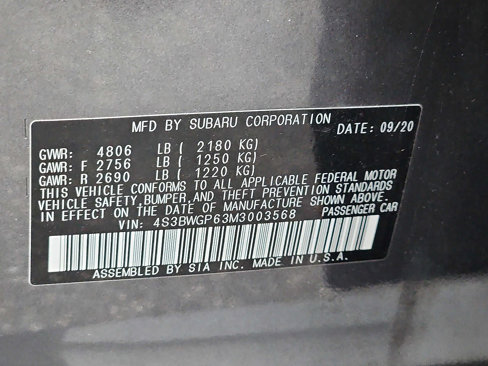 MFD BY SUBARU CORPORATION
DATE: 09/20
GVWR: 4806 LB ( 2180 KG)
GAWR: F 2756 LB ( 1250 KG)
GAWR: R 2690 LB ( 1220 KG)
THIS VEHICLE CONFORMS TO ALL APPLICABLE FEDERAL MOTOR
VEHICLE SAFETY,BUMPER,AND THEFT PREVENTION STANDARDS
IN EFFECT ON THE DATE OF MANUFACTURE SHOWN ABOVE.
VIN: 4S3BWGP63M3003568 PASSENGER CAR
ASSEMBLED BY SIA INC. MADE IN U.S.A.